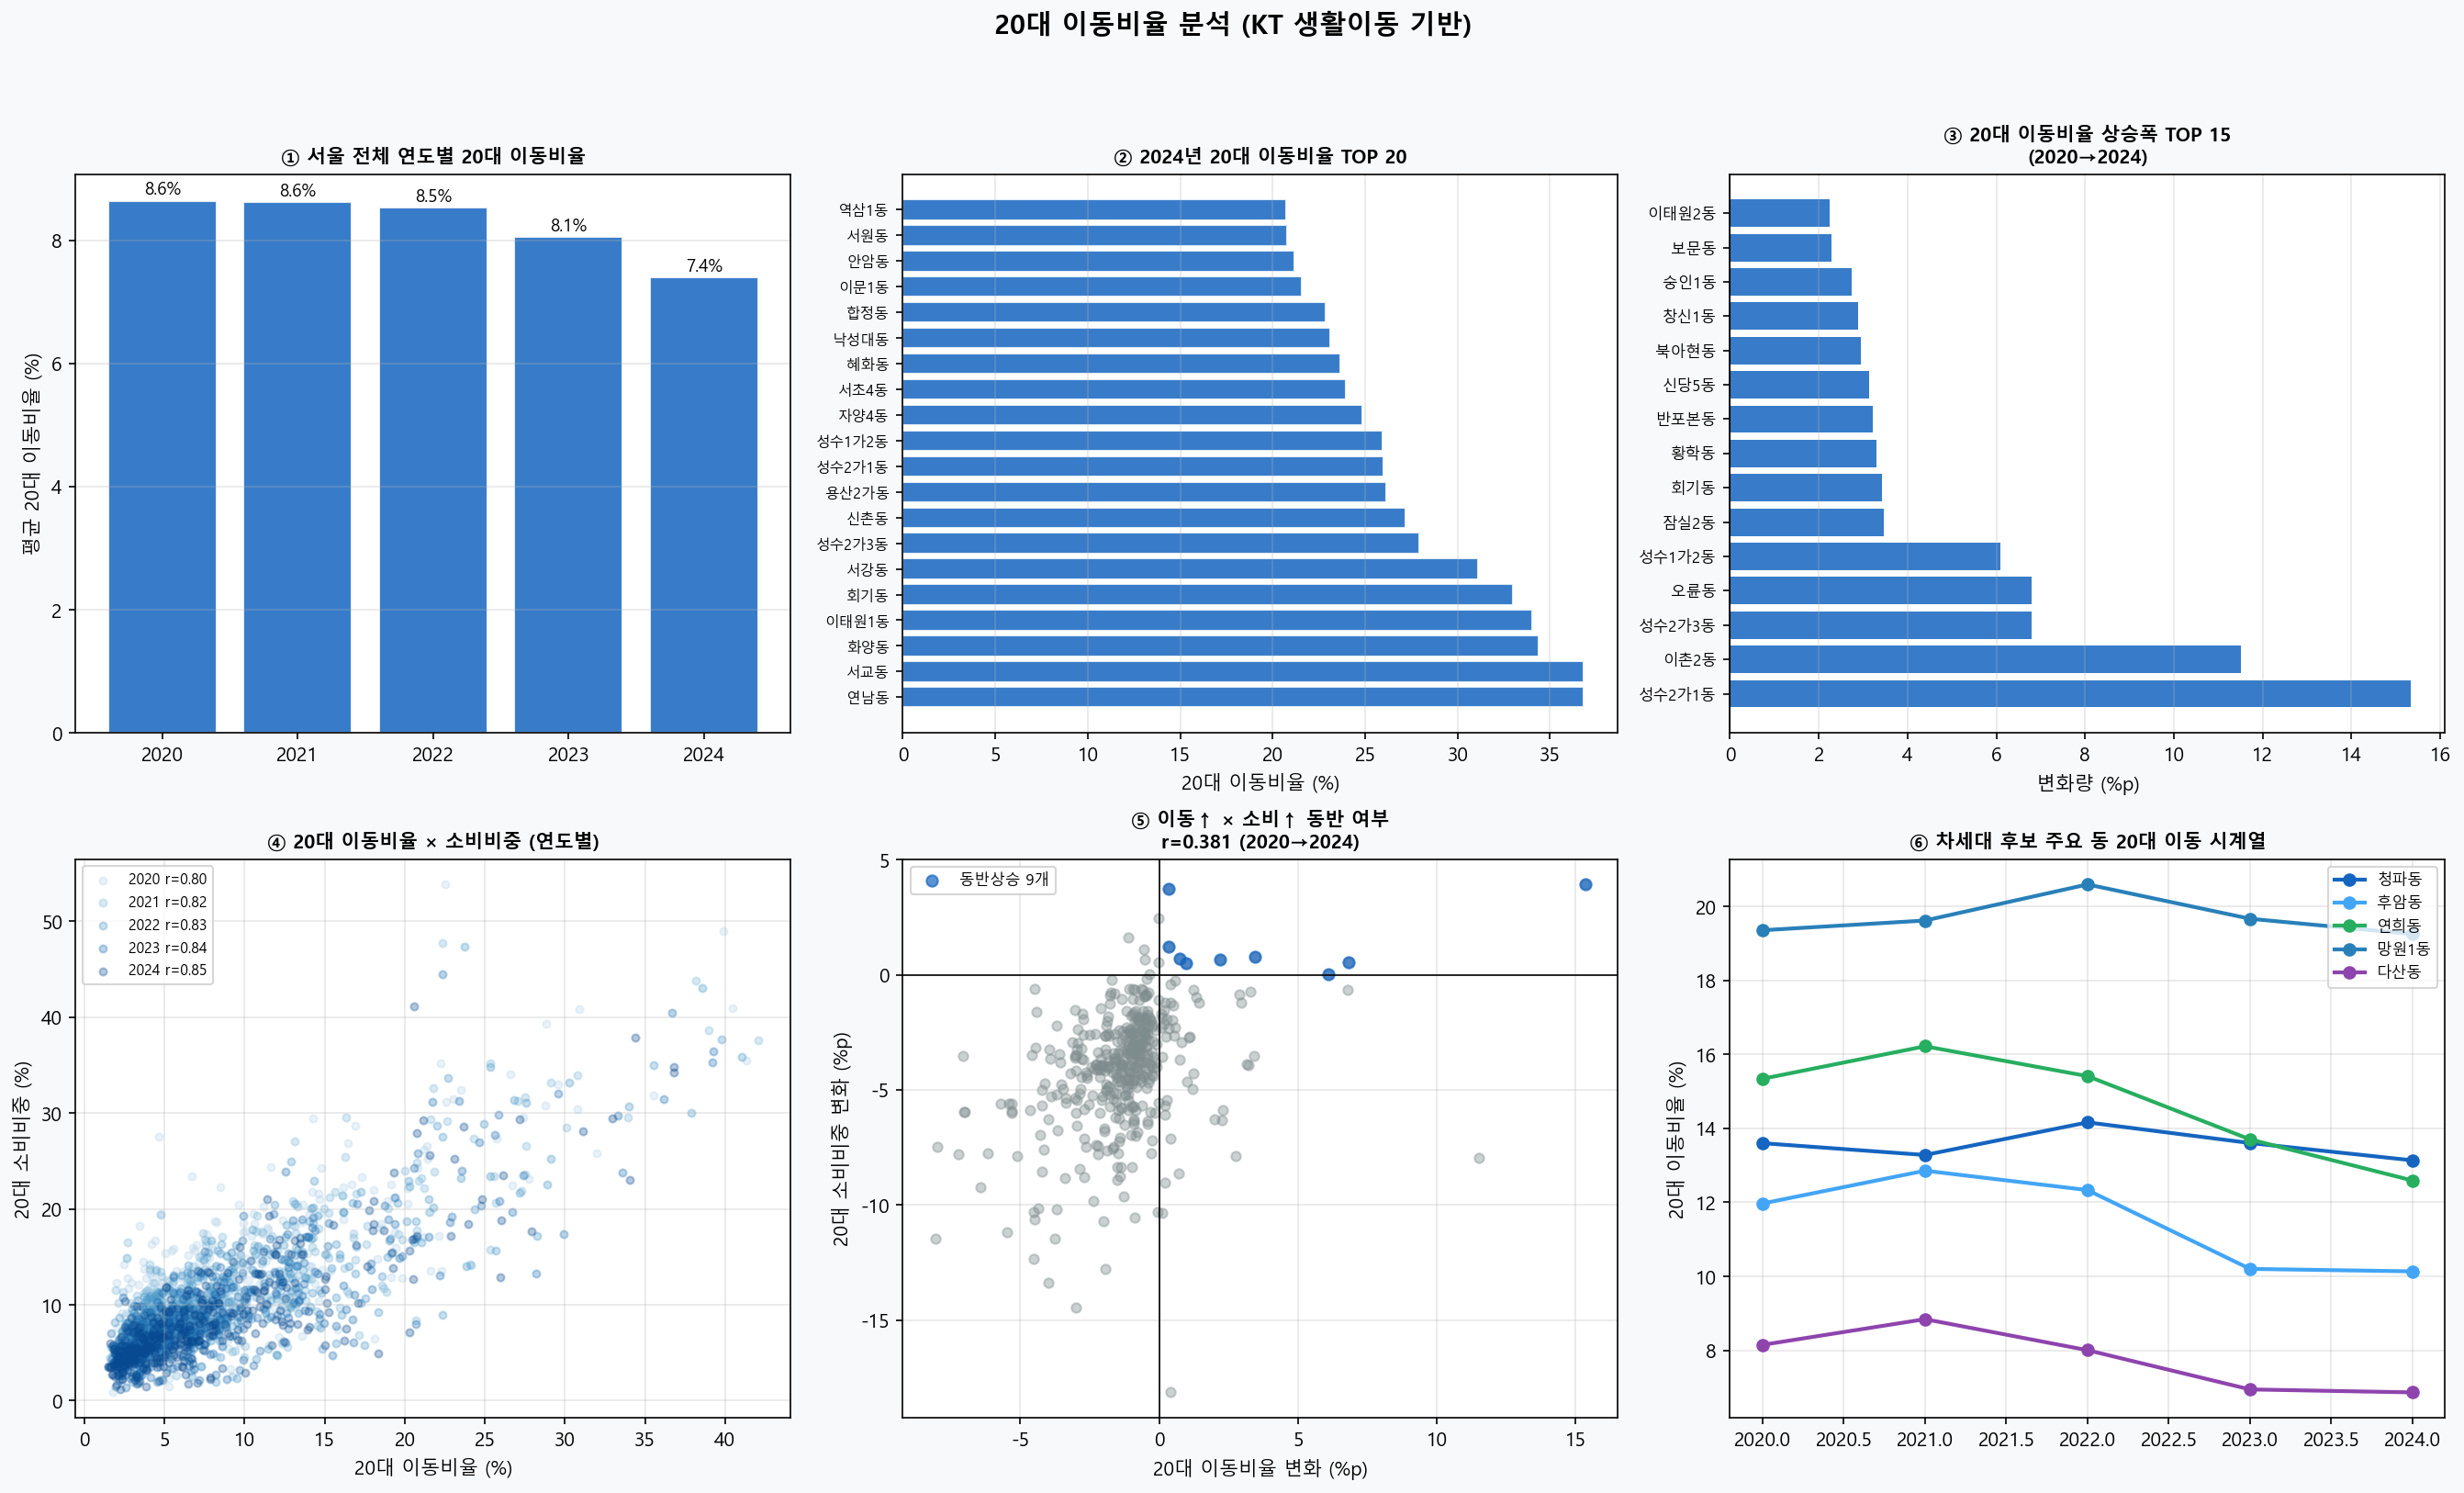 20대 이동비율 분석 (KT 생활이동 기반)
① 서울 전체 연도별 20대 이동비율
평균 20대 이동비율 (%)
8
6
4
2
0
8.6%
8.6%
8.5%
8.1%
7.4%
2020
2021
2022
2023
2024
② 2024년 20대 이동비율 TOP 20
역삼1동
서원동
안암동
이문1동
합정동
낙성대동
혜화동
서초4동
자양4동
성수1가2동
성수2가1동
용산2가동
신촌동
성수2가3동
서강동
회기동
이태원1동
화양동
서교동
연남동
0
5
10
15
20
25
30
35
20대 이동비율 (%)
③ 20대 이동비율 상승폭 TOP 15
(2020→2024)
이태원2동
보문동
숭인1동
창신1동
북아현동
신당5동
반포본동
황학동
회기동
잠실2동
성수1가2동
오륜동
성수2가3동
이촌2동
성수2가1동
0
2
4
6
8
10
12
14
16
변화량 (%p)
④ 20대 이동비율 × 소비비중 (연도별)
2020 r=0.80
2021 r=0.82
2022 r=0.83
2023 r=0.84
2024 r=0.85
20대 소비비중 (%)
50
40
30
20
10
0
0
5
10
15
20
25
30
35
40
20대 이동비율 (%)
⑤ 이동↑ × 소비↑ 동반 여부
r=0.381 (2020→2024)
동반상승 9개
20대 소비비중 변화 (%p)
5
0
-5
-10
-15
-5
0
5
10
15
20대 이동비율 변화 (%p)
⑥ 차세대 후보 주요 동 20대 이동 시계열
청파동
후암동
연희동
망원1동
다산동
20대 이동비율 (%)
20
18
16
14
12
10
8
2020.0
2020.5
2021.0
2021.5
2022.0
2022.5
2023.0
2023.5
2024.0